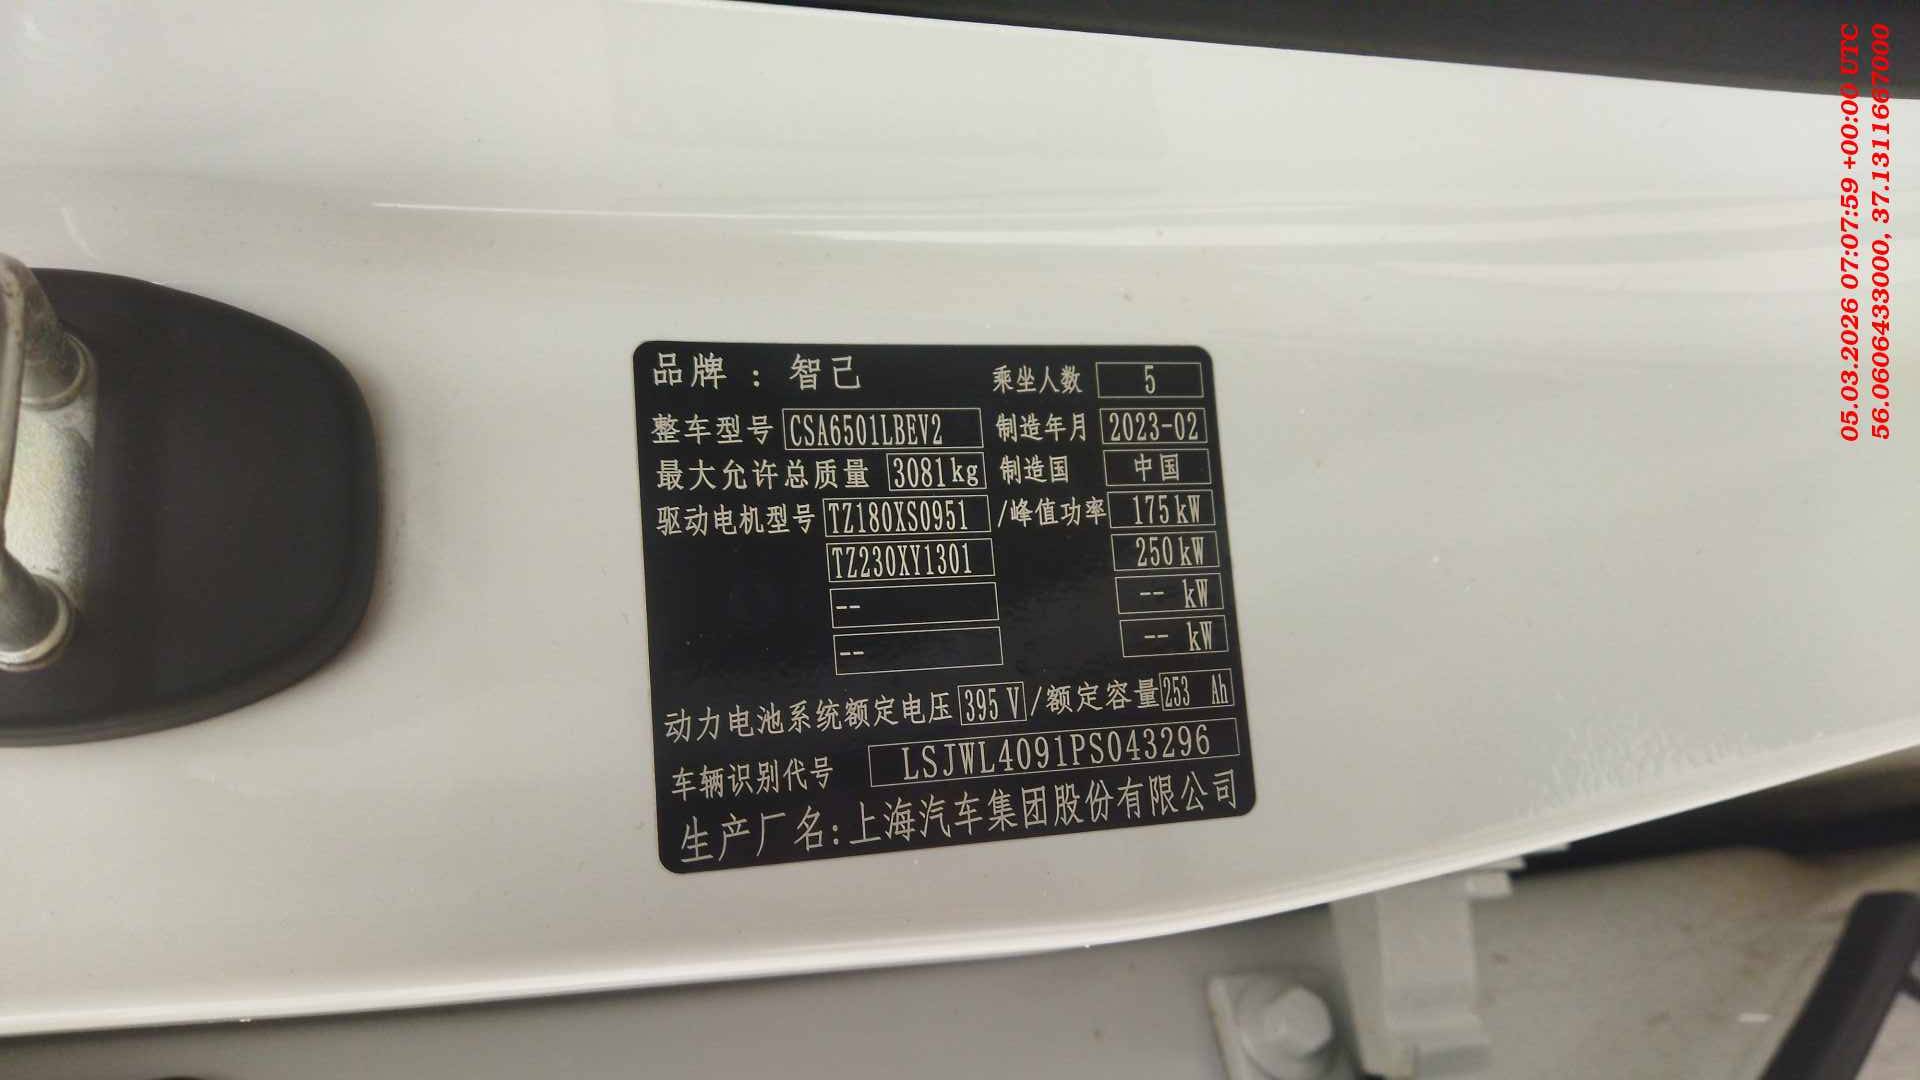 品牌：智己 乘坐人数 5
整车型号 CSA6501LBEV2 制造年月 2023-02
最大允许总质量 3081kg 制造国 中国
驱动电机型号 TZ180XS0951 /峰值功率 175kW
TZ230XY1301 250kW
-- -- kW
-- -- kW
动力电池系统额定电压 395 V /额定容量 253 Ah
车辆识别代号 LSJWL4091PS043296
生产厂名:上海汽车集团股份有限公司
05.03.2026 07:07:59 +00:00 UTC
56.0609643300000, 37.1311669767000